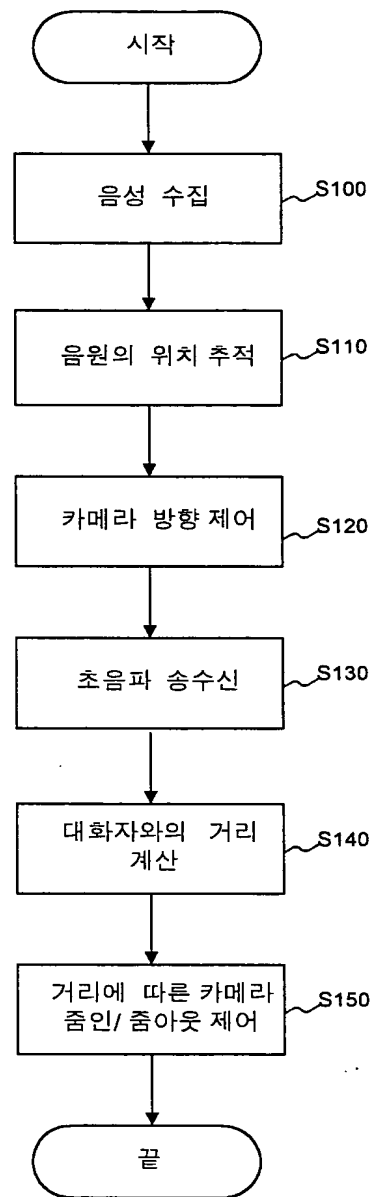 시작
음성 수집
S100
음원의 위치 추적
S110
카메라 방향 제어
S120
초음파 송수신
S130
대화자와의 거리
계산
S140
거리에 따른 카메라
줌인/ 줌아웃 제어
S150
끝